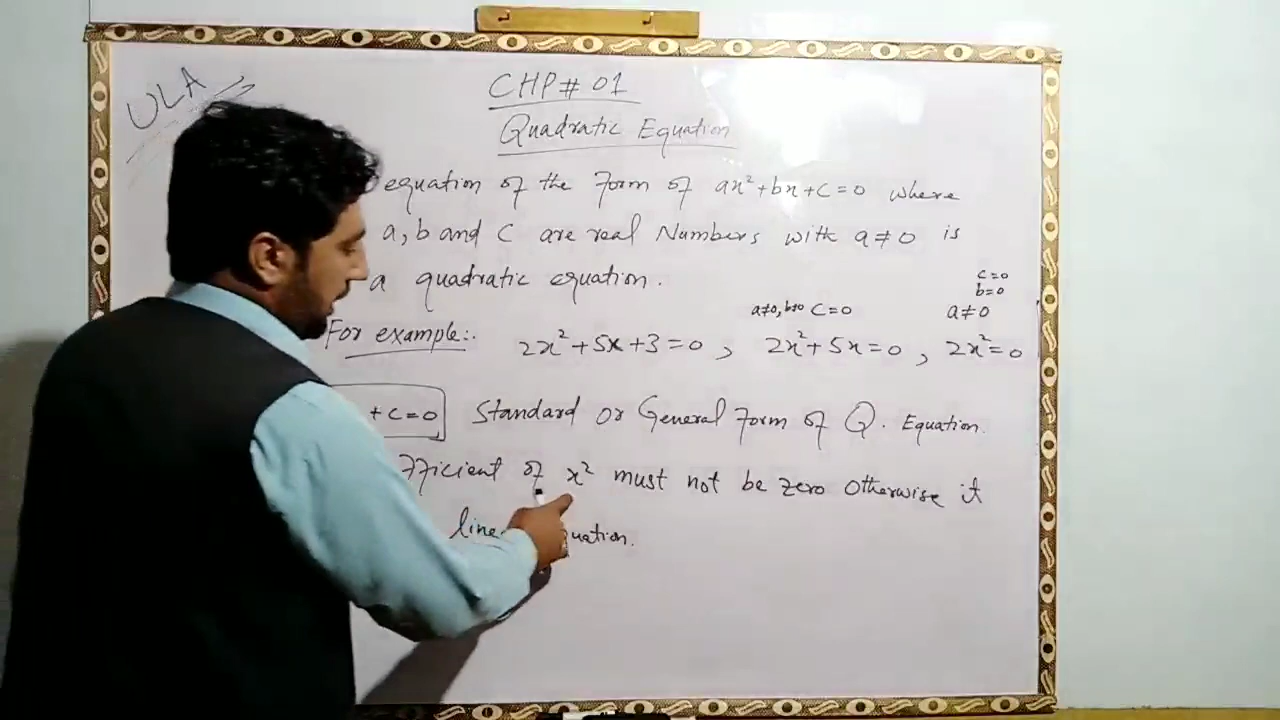 ULA
CHP# 01
Quadratic Equation
equation of the Form of ax²+bx+c=0 where
a, b and c are real Numbers with a≠0 is
a quadratic equation.
c=0
b=0
a≠0, b≠0 C=0 a≠0
For example:. 2x²+5x+3=0, 2x²+5x=0, 2x²=0
+c=0 Standard or General Form of Q. Equation.
fficient of x² must not be zero otherwise it
line uation.